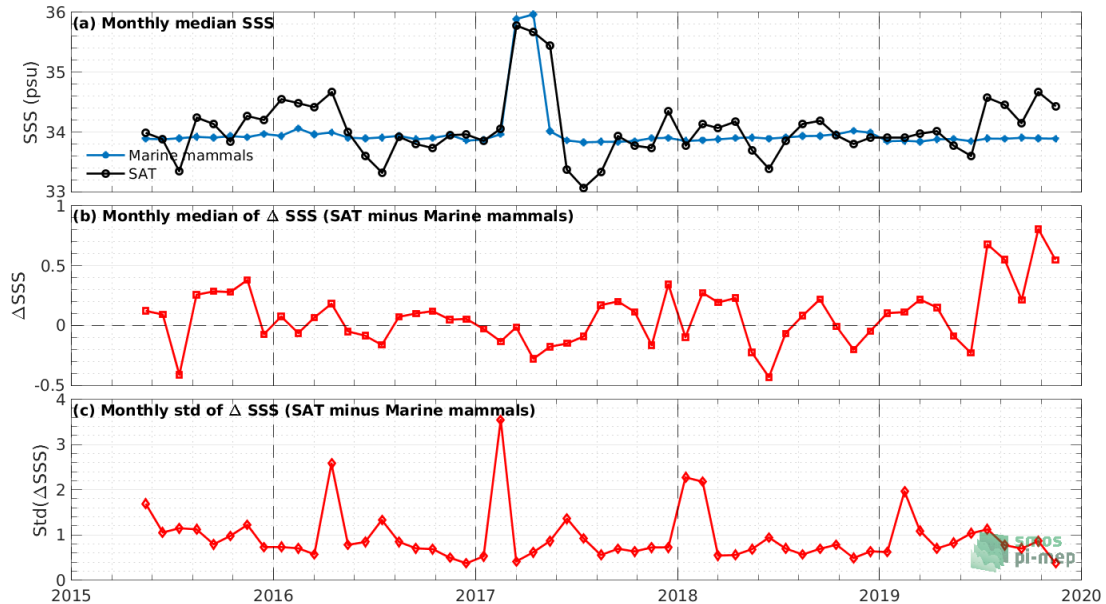 (a) Monthly median SSS
36
35
34
33
SSS (psu)
Marine mammals
SAT
(b) Monthly median of Δ SSS (SAT minus Marine mammals)
1
0.5
0
-0.5
ΔSSS
(c) Monthly std of Δ SSS (SAT minus Marine mammals)
4
3
2
1
0
Std(ΔSSS)
smos
pi-mep
2015 2016 2017 2018 2019 2020